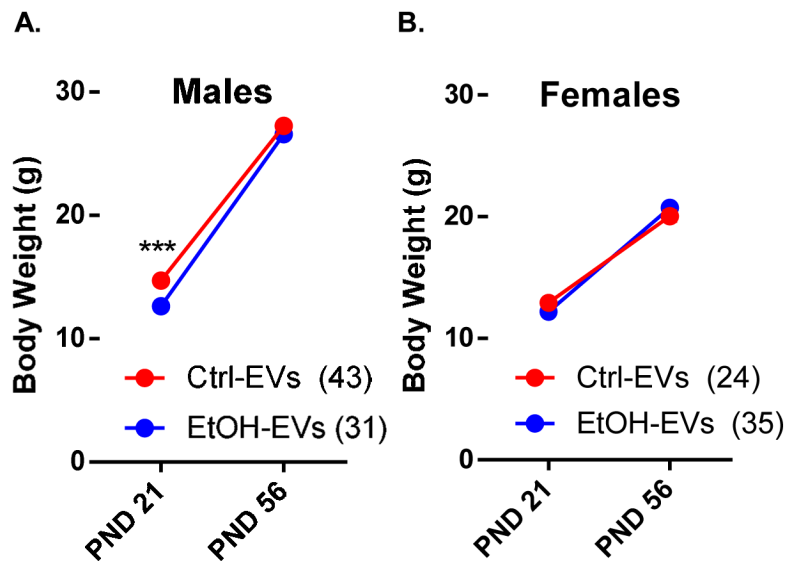 A.
Males
Body Weight (g)
30
20
10
0
***
Ctrl-EVs (43)
EtOH-EVs (31)
PND 21
PND 56
B.
Females
Body Weight (g)
30
20
10
0
Ctrl-EVs (24)
EtOH-EVs (35)
PND 21
PND 56